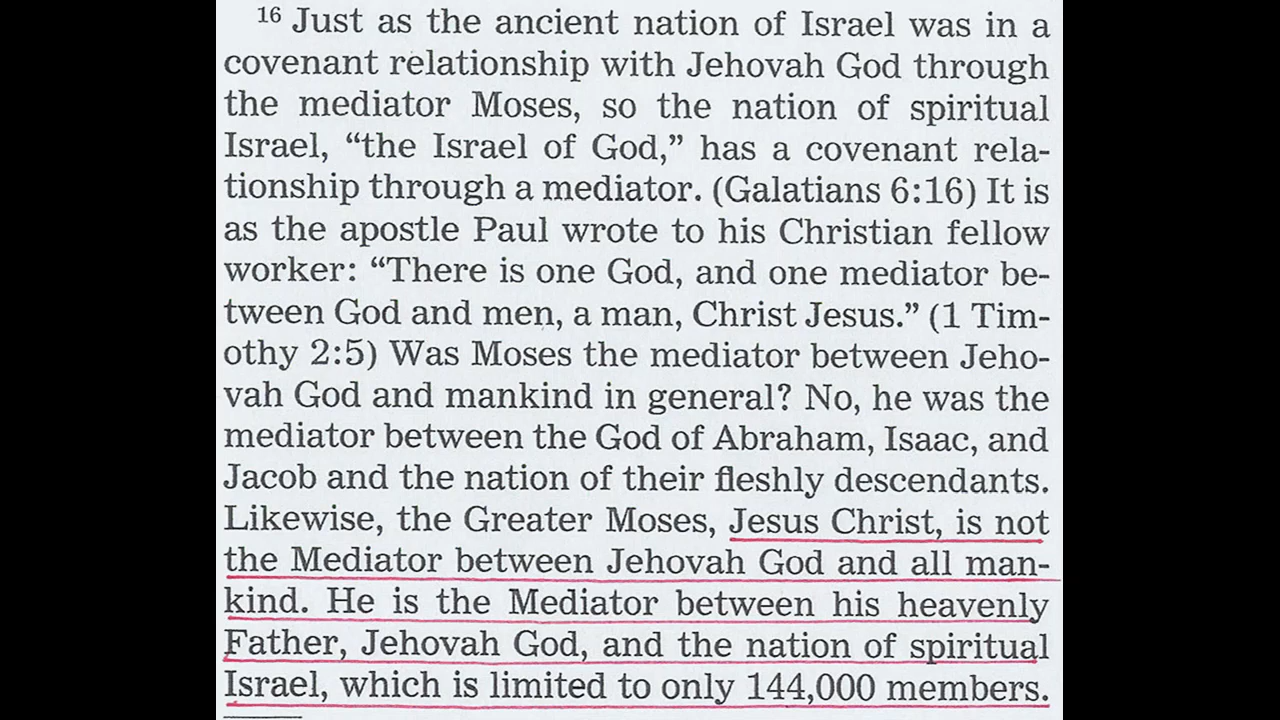 16 Just as the ancient nation of Israel was in a
covenant relationship with Jehovah God through
the mediator Moses, so the nation of spiritual
Israel, “the Israel of God,” has a covenant rela-
tionship through a mediator. (Galatians 6:16) It is
as the apostle Paul wrote to his Christian fellow
worker: “There is one God, and one mediator be-
tween God and men, a man, Christ Jesus.” (1 Tim-
othy 2:5) Was Moses the mediator between Jeho-
vah God and mankind in general? No, he was the
mediator between the God of Abraham, Isaac, and
Jacob and the nation of their fleshly descendants.
Likewise, the Greater Moses, Jesus Christ, is not
the Mediator between Jehovah God and all man-
kind. He is the Mediator between his heavenly
Father, Jehovah God, and the nation of spiritual
Israel, which is limited to only 144,000 members.